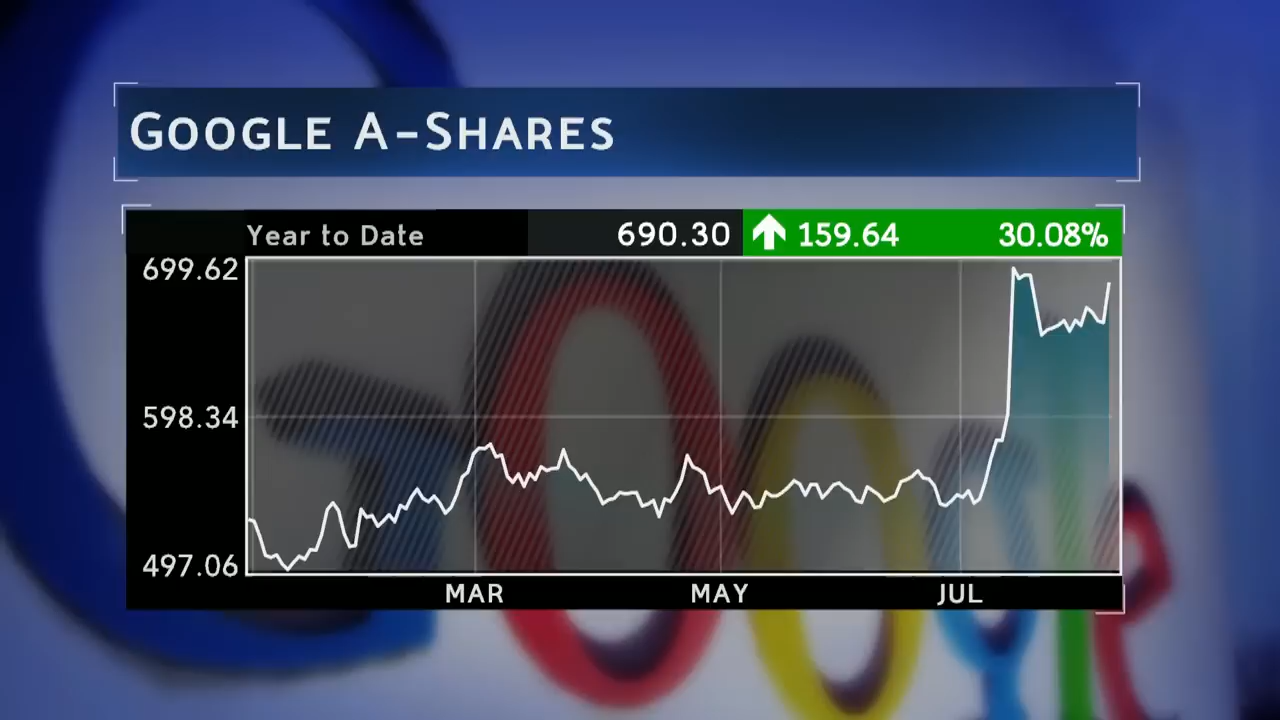 GOOGLE A-SHARES
Year to Date 690.30 159.64 30.08%
699.62
598.34
497.06
MAR MAY JUL
Google